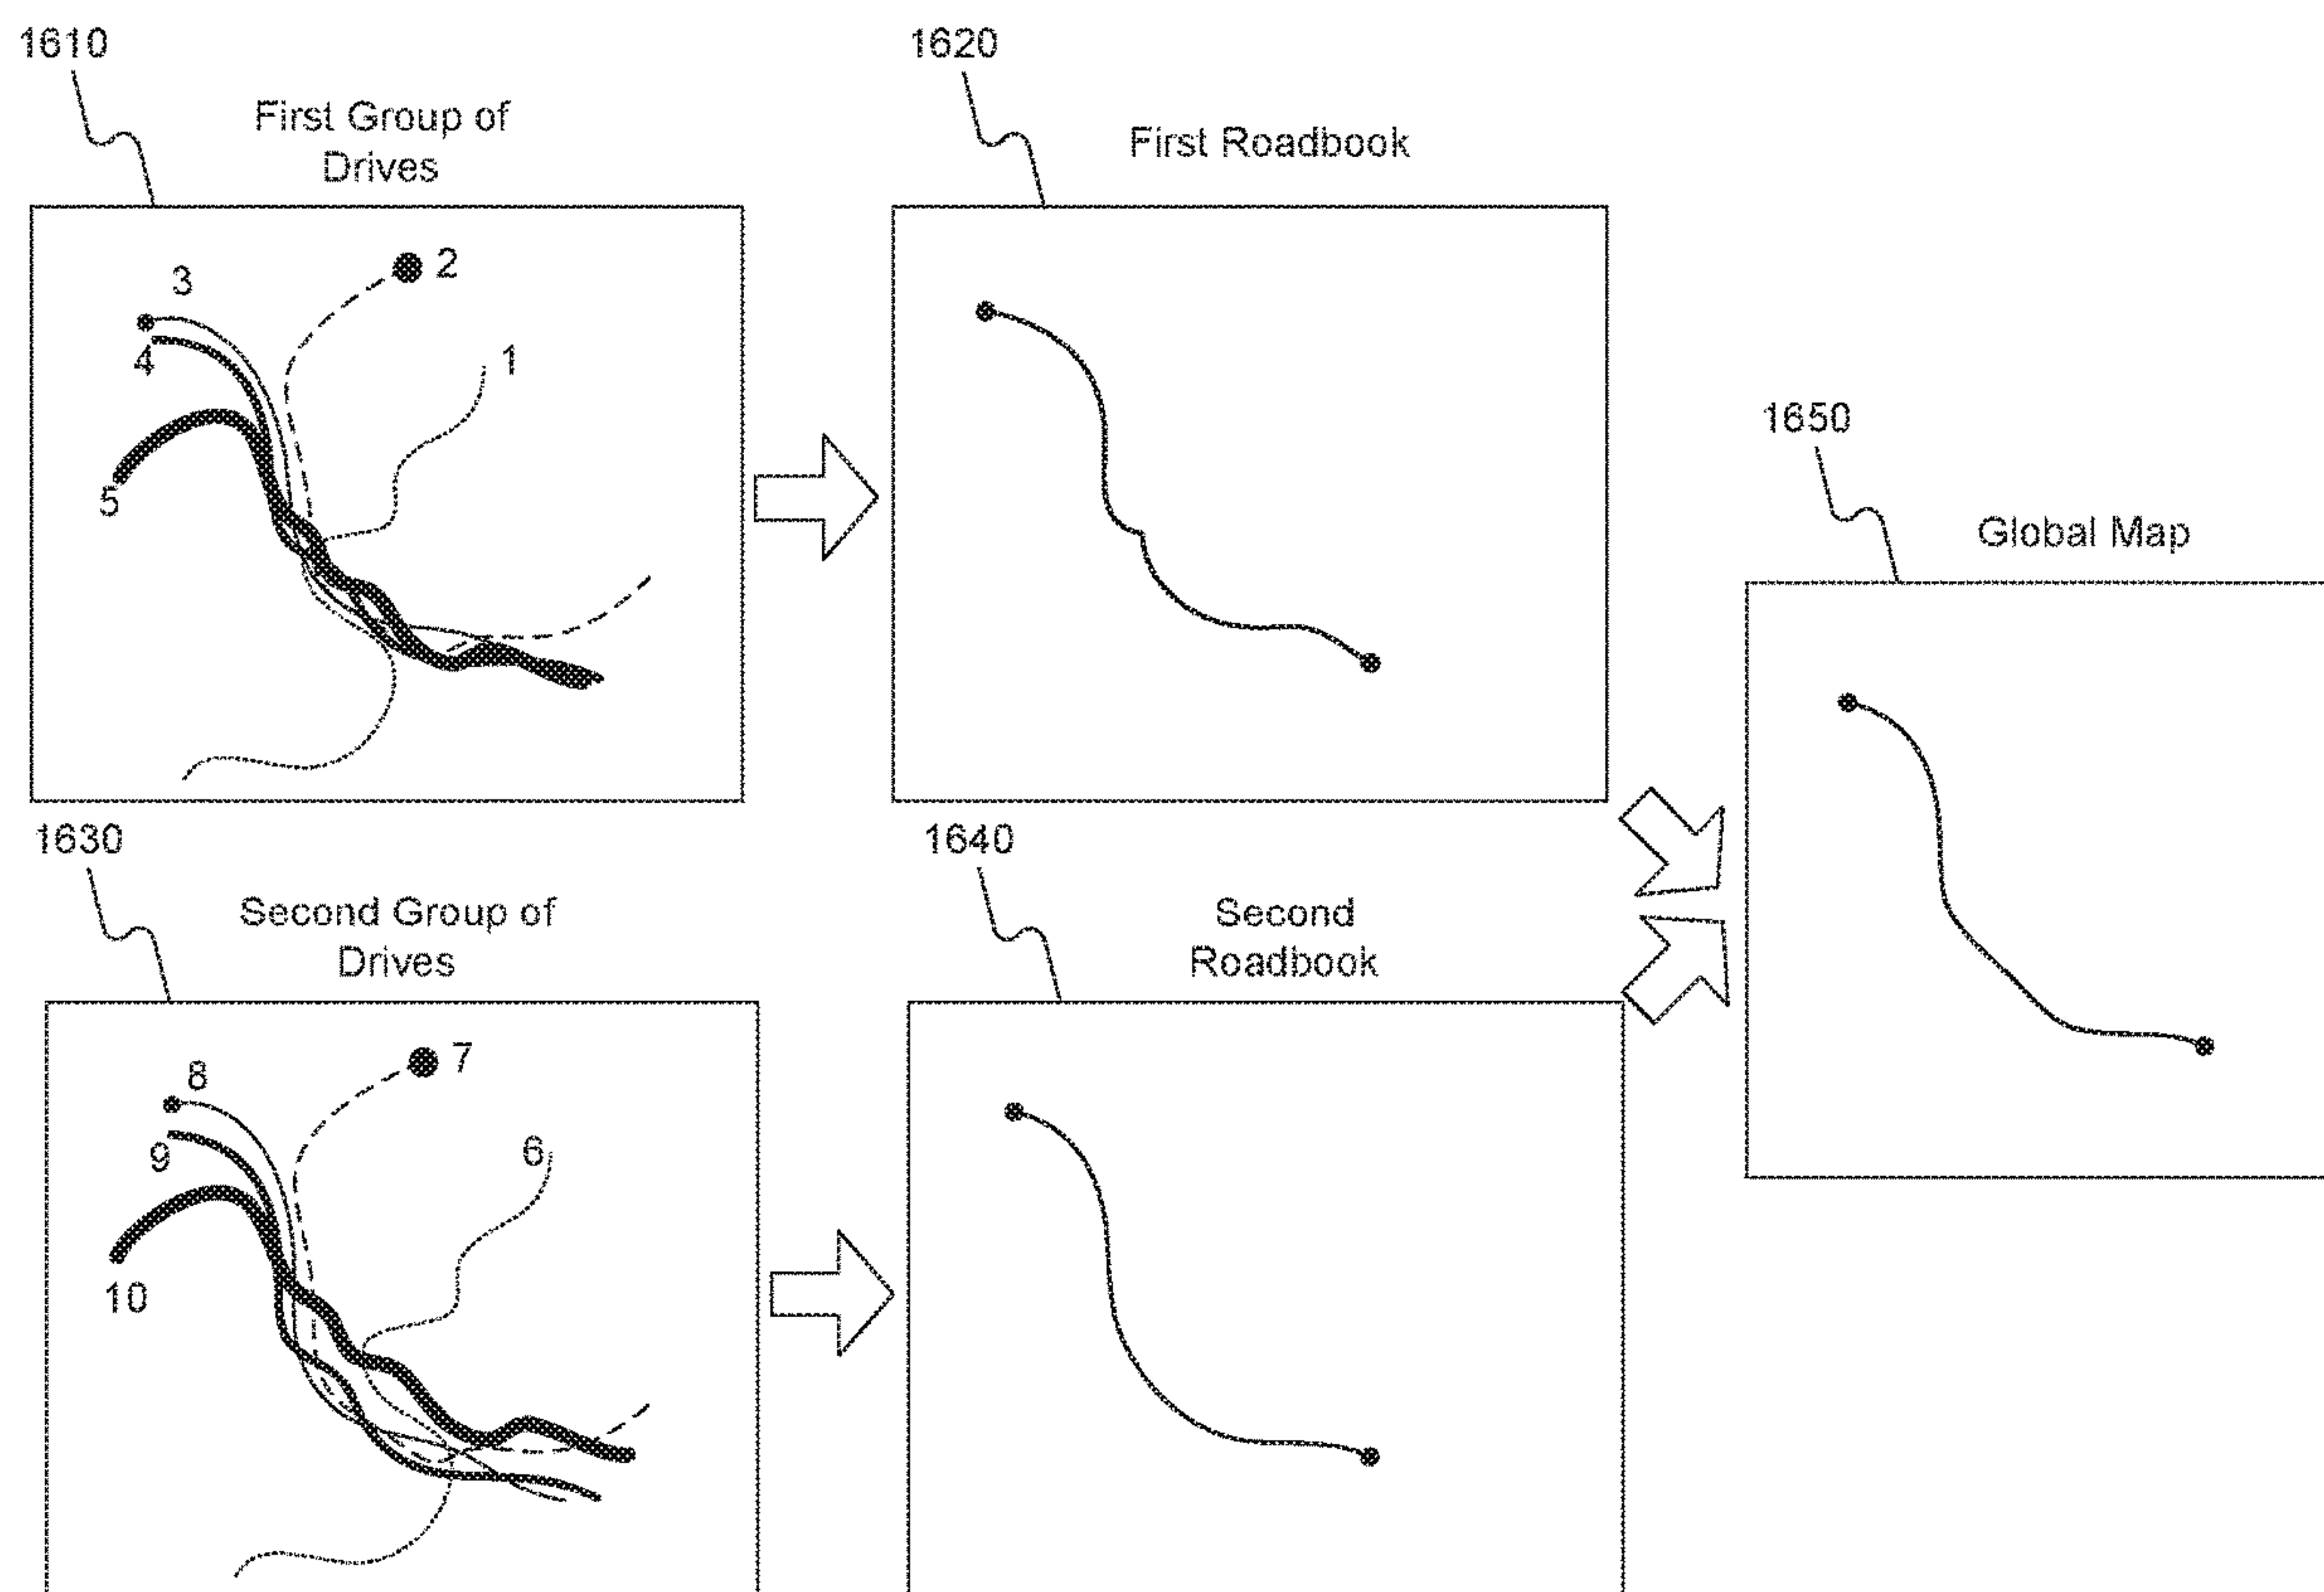 1610
First Group of
Drives
3
2
4
1
5
1620
First Roadbook
1650
Global Map
1630
Second Group of
Drives
8
7
9
6
10
1640
Second
Roadbook